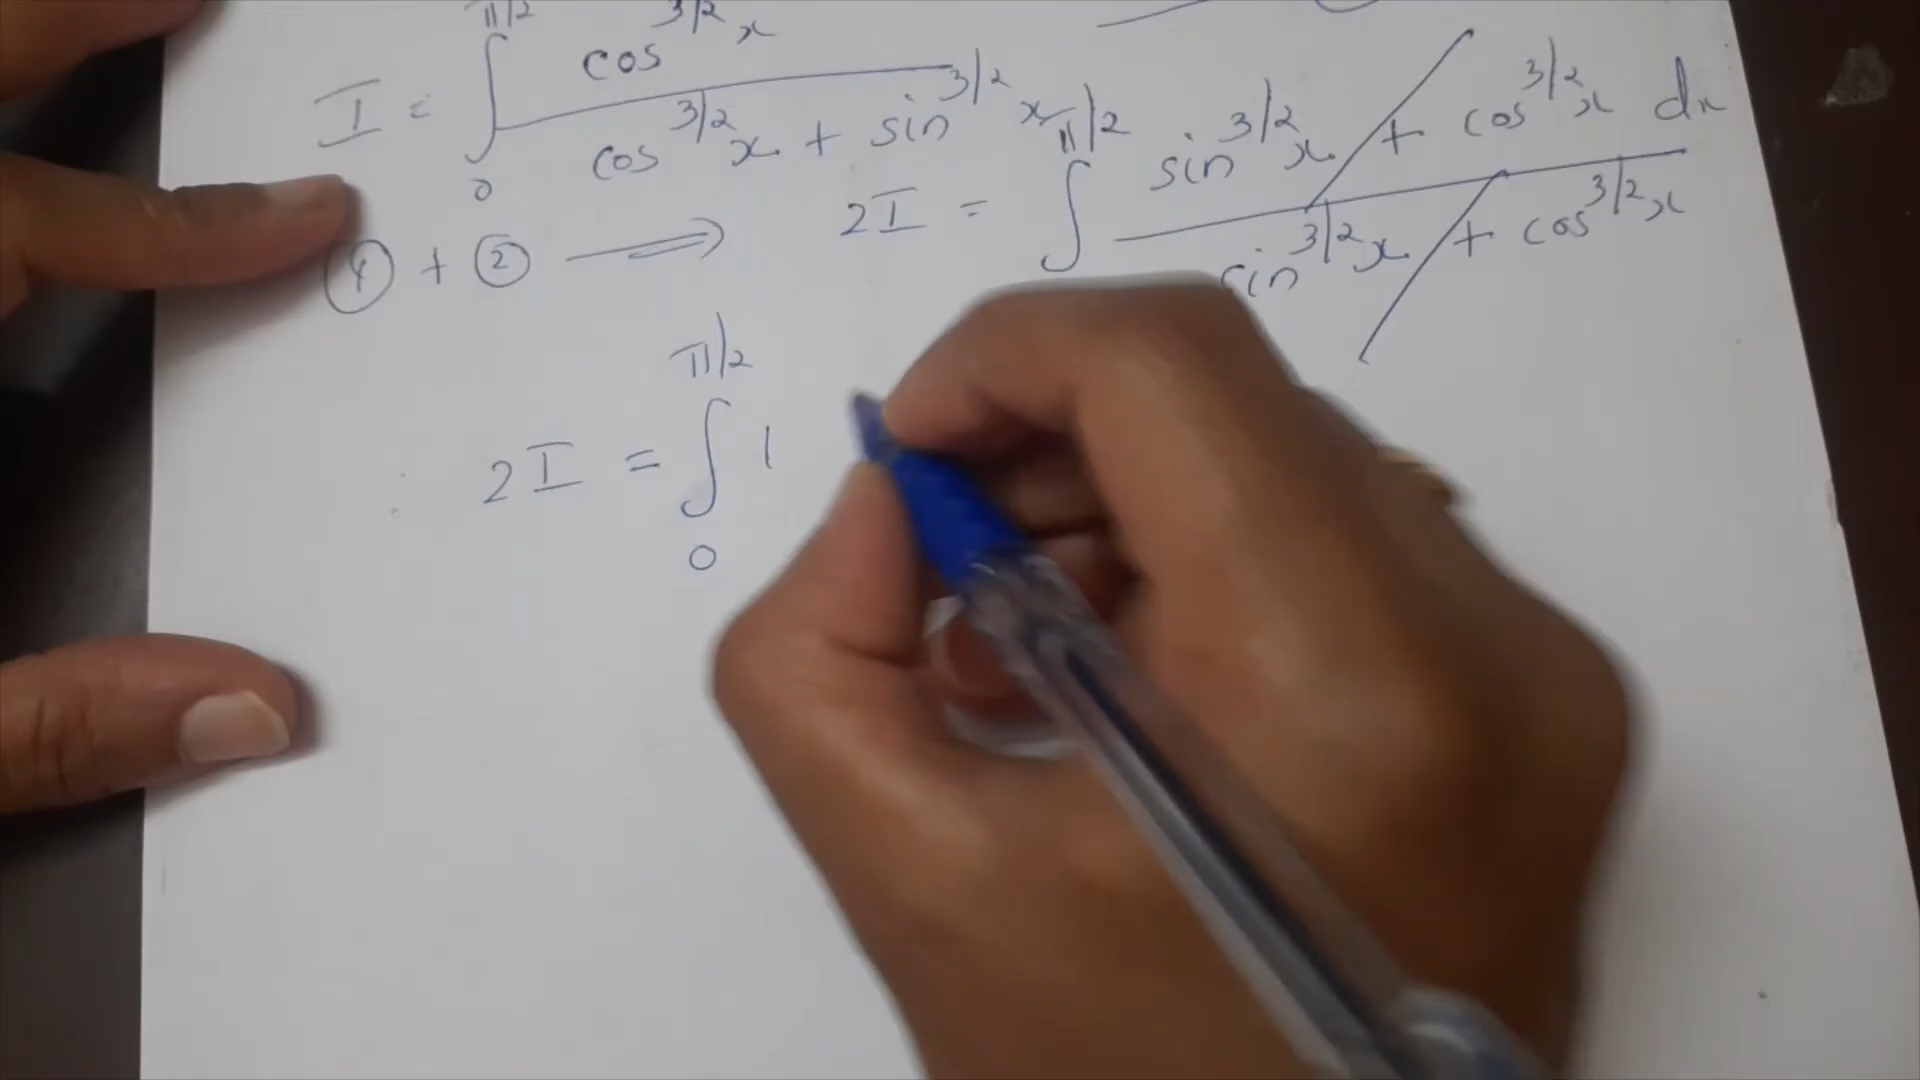 I = ∫₀^{π/2} cos^{3/2} x / (cos^{3/2} x + sin^{3/2} x)
① + ② ⟹ 2I = ∫^{π/2} (sin^{3/2} x + cos^{3/2} x) / (sin^{3/2} x + cos^{3/2} x) dx
2I = ∫₀^{π/2} 1